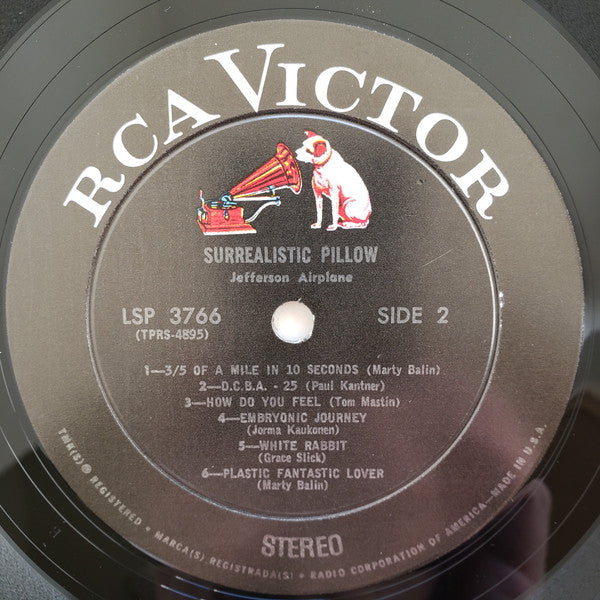 RCA VICTOR
SURREALISTIC PILLOW
Jefferson Airplane
LSP 3766
SIDE 2
(TPRS-4895)
1—3/5 OF A MILE IN 10 SECONDS (Marty Balin)
2—D.C.B.A. - 25 (Paul Kantner)
3—HOW DO YOU FEEL (Tom Mastin)
4—EMBRYONIC JOURNEY
(Jorma Kaukonen)
5—WHITE RABBIT
(Grace Slick)
6—PLASTIC FANTASTIC LOVER
(Marty Balin)
STEREO
TMK(S) ® REGISTERED • MARCA(S) REGISTRADA(S) • RADIO CORPORATION OF AMERICA—MADE IN U.S.A.